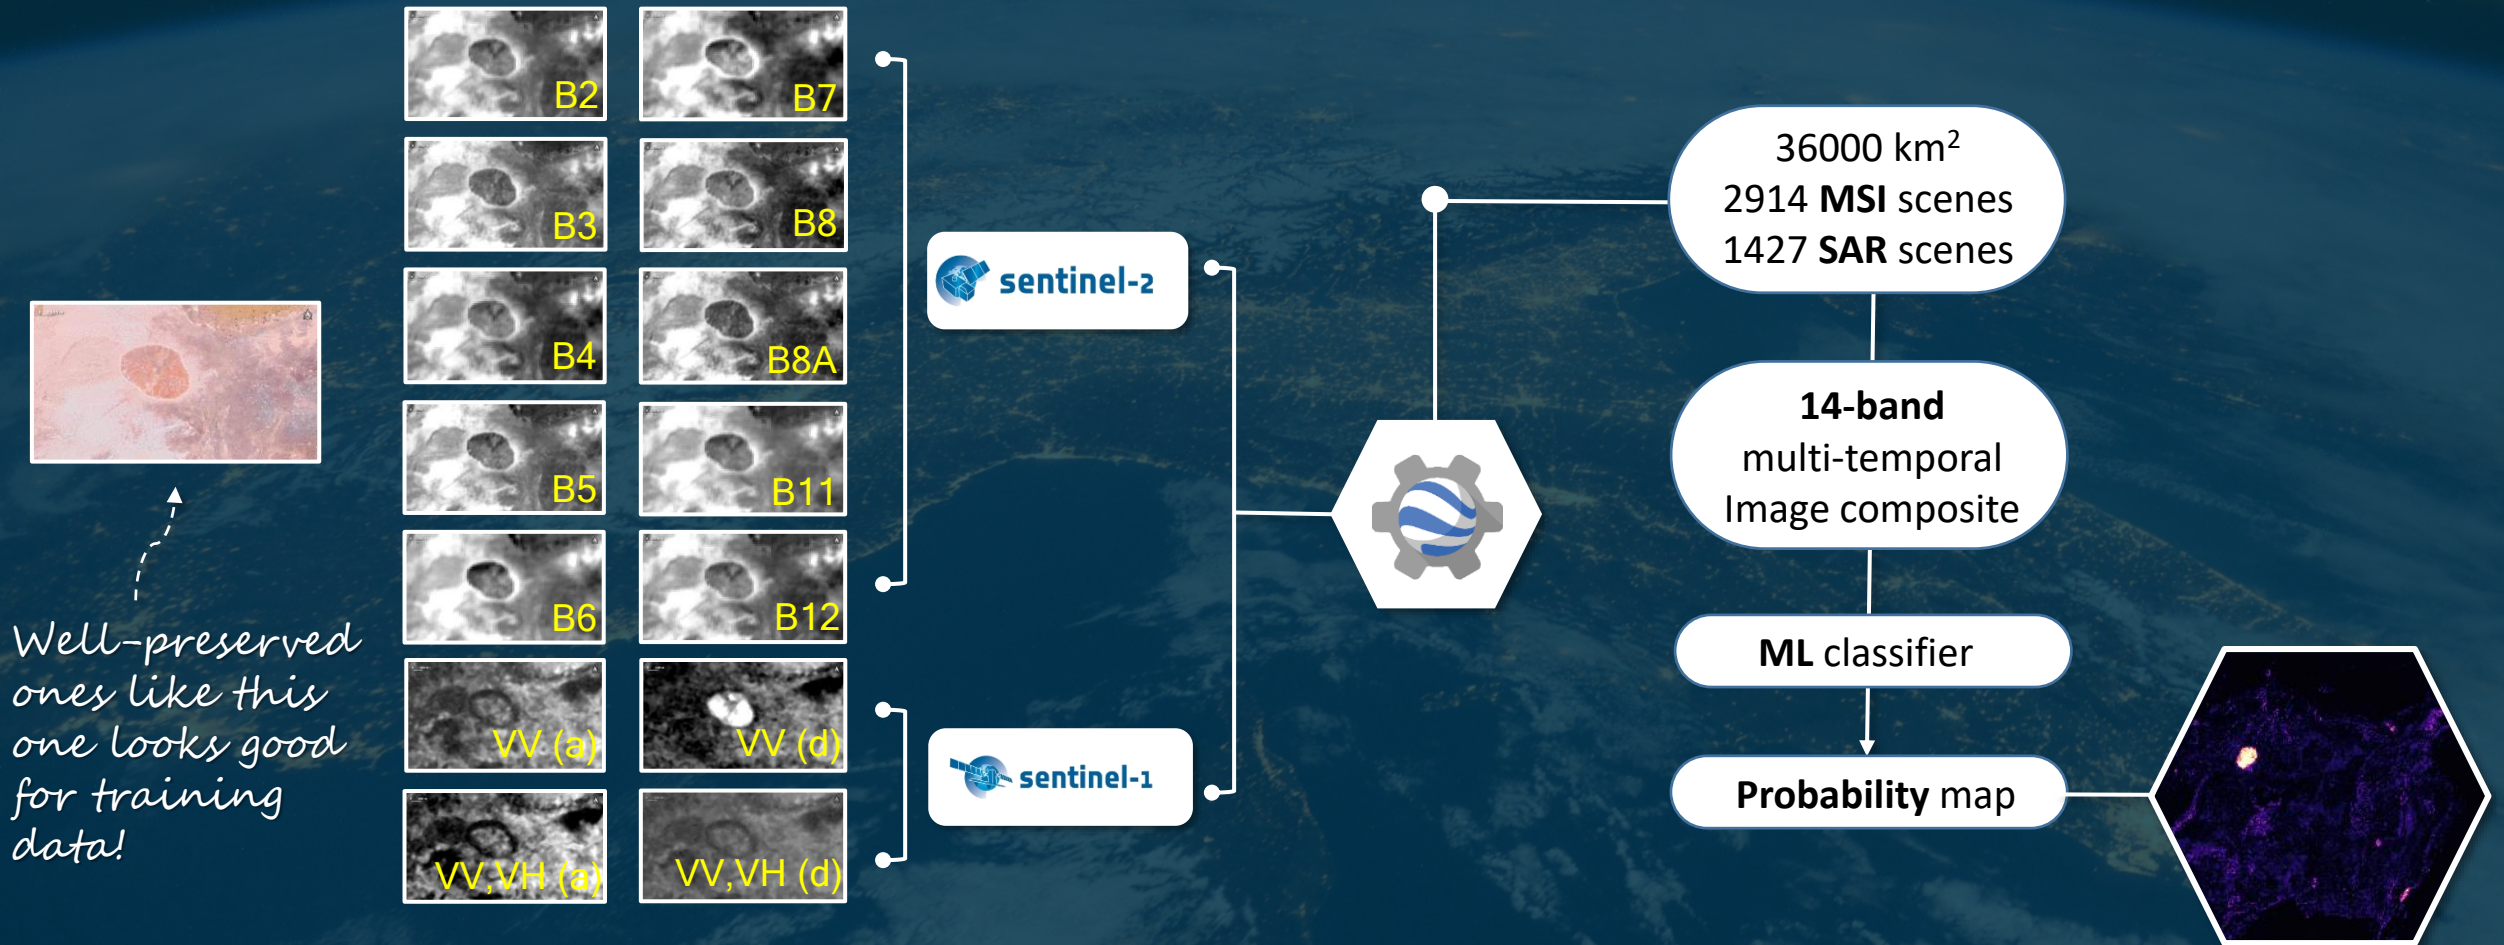 B2
B7
B3
B8
B4
B8A
B5
B11
B6
B12
VV (a)
VV (d)
VV,VH (a)
VV,VH (d)
Well-preserved
ones like this
one looks good
for training
data!
sentinel-2
sentinel-1
36000 km²
2914 MSI scenes
1427 SAR scenes
14-band
multi-temporal
Image composite
ML classifier
Probability map